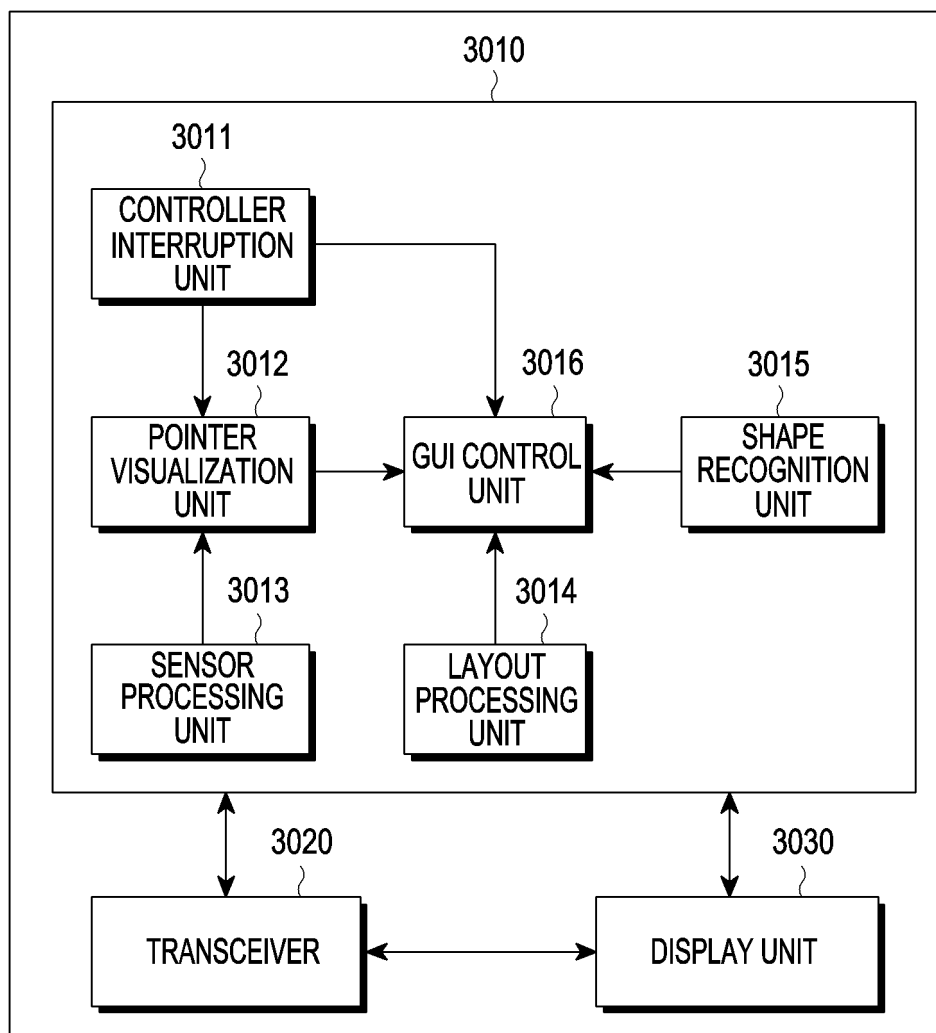 3010
3011
CONTROLLER
INTERRUPTION
UNIT
3012
POINTER
VISUALIZATION
UNIT
3016
GUI CONTROL
UNIT
3015
SHAPE
RECOGNITION
UNIT
3013
SENSOR
PROCESSING
UNIT
3014
LAYOUT
PROCESSING
UNIT
3020
TRANSCEIVER
3030
DISPLAY UNIT